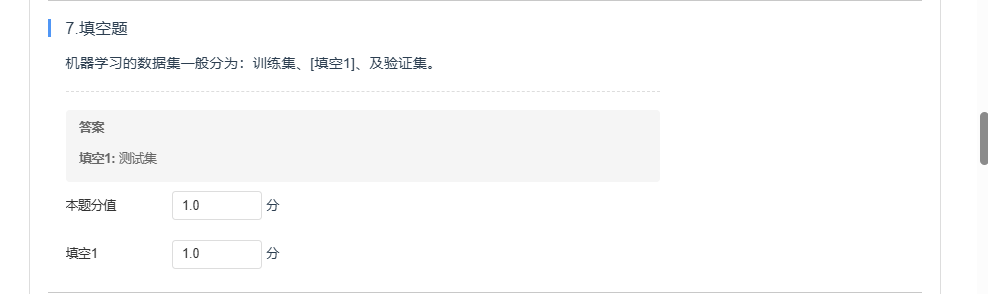 7.填空题
机器学习的数据集一般分为：训练集、[填空1]、及验证集。
答案
填空1: 测试集
本题分值 1.0 分
填空1 1.0 分